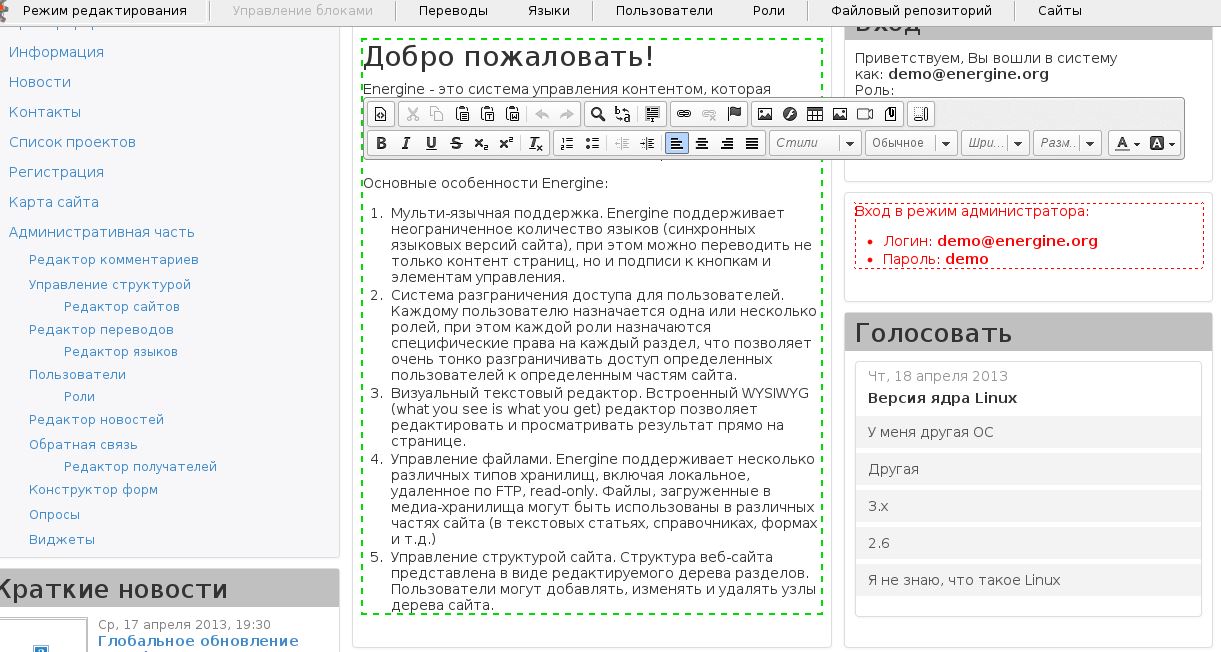 Режим редактирования
Управление блоками
Переводы
Языки
Пользователи
Роли
Файловый репозиторий
Сайты
Информация
Новости
Контакты
Список проектов
Регистрация
Карта сайта
Административная часть
Редактор комментариев
Управление структурой
Редактор сайтов
Редактор переводов
Редактор языков
Пользователи
Роли
Редактор новостей
Обратная связь
Редактор получателей
Конструктор форм
Опросы
Виджеты
Краткие новости
Ср, 17 апреля 2013, 19:30
Глобальное обновление
Добро пожаловать!
Energine - это система управления контентом, которая
Стили
Обычное
Шри...
Разм...
Основные особенности Energine:
1. Мульти-язычная поддержка. Energine поддерживает
неограниченное количество языков (синхронных
языковых версий сайта), при этом можно переводить не
только контент страниц, но и подписи к кнопкам и
элементам управления.
2. Система разграничения доступа для пользователей.
Каждому пользователю назначается одна или несколько
ролей, при этом каждой роли назначаются
специфические права на каждый раздел, что позволяет
очень тонко разграничивать доступ определенных
пользователей к определенным частям сайта.
3. Визуальный текстовый редактор. Встроенный WYSIWYG
(what you see is what you get) редактор позволяет
редактировать и просматривать результат прямо на
странице.
4. Управление файлами. Energine поддерживает несколько
различных типов хранилищ, включая локальное,
удаленное по FTP, read-only. Файлы, загруженные в
медиа-хранилища могут быть использованы в различных
частях сайта (в текстовых статьях, справочниках, формах
и т.д.)
5. Управление структурой сайта. Структура веб-сайта
представлена в виде редактируемого дерева разделов.
Пользователи могут добавлять, изменять и удалять узлы
дерева сайта.
Вход
Приветствуем, Вы вошли в систему
как: demo@energine.org
Роль:
Вход в режим администратора:
• Логин: demo@energine.org
• Пароль: demo
Голосовать
Чт, 18 апреля 2013
Версия ядра Linux
У меня другая ОС
Другая
3.x
2.6
Я не знаю, что такое Linux